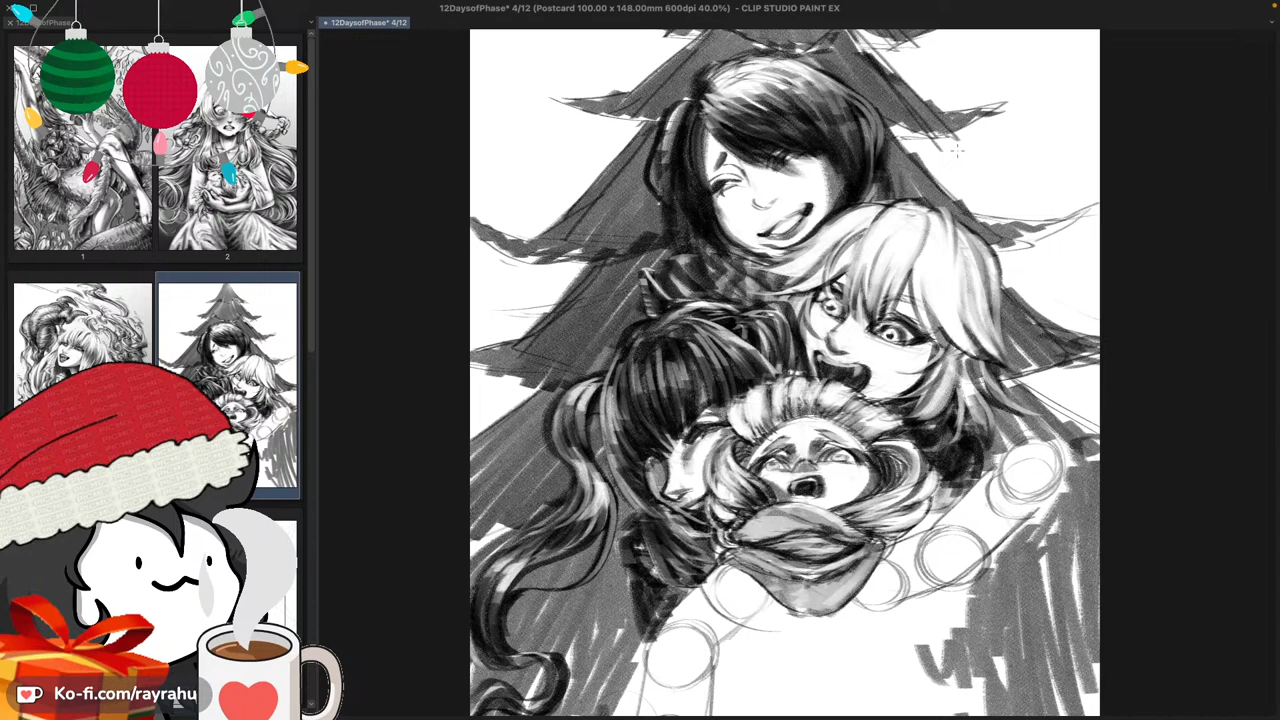 12DaysofPhase* 4/12 (Postcard 100.00 x 148.00mm 600dpi 40.0%) - CLIP STUDIO PAINT EX
12DaysofPhase
12DaysofPhase* 4/12
1
2
Ko-fi.com/rayrahu